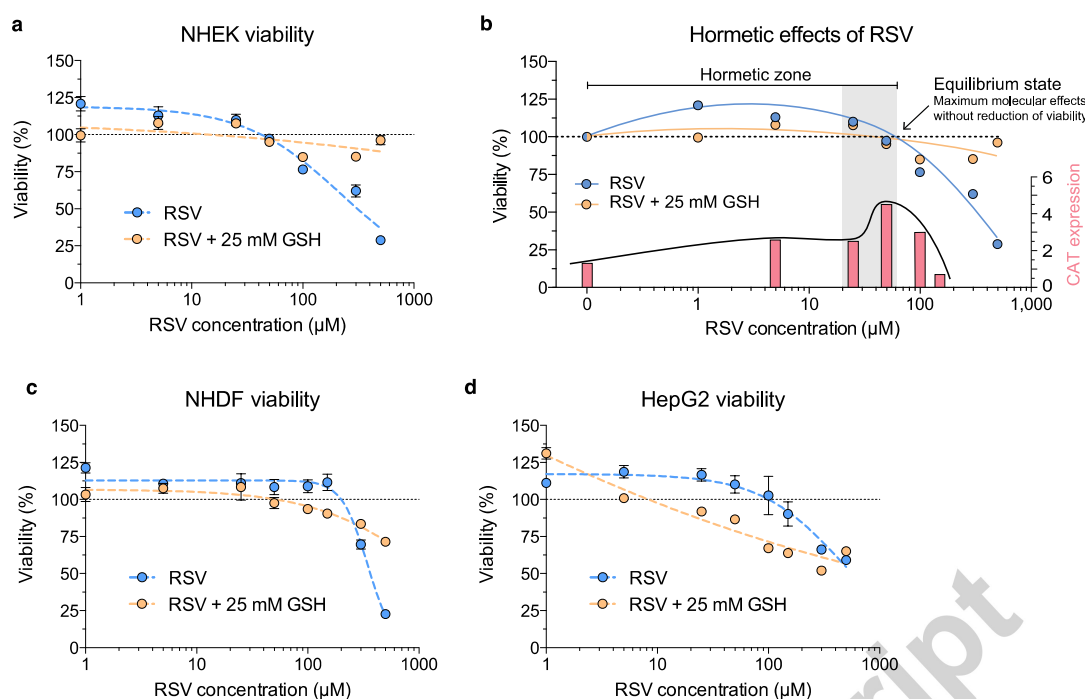 a
NHEK viability
150
125
100
75
50
25
0
Viability (%)
RSV
RSV + 25 mM GSH
1
10
100
1000
RSV concentration (µM)
b
Hormetic effects of RSV
150
125
100
75
50
25
0
Viability (%)
Hormetic zone
Equilibrium state
Maximum molecular effects
without reduction of viability
RSV
RSV + 25 mM GSH
6
4
2
0
CAT expression
0
1
10
100
1,000
RSV concentration (µM)
c
NHDF viability
150
125
100
75
50
25
0
Viability (%)
RSV
RSV + 25 mM GSH
1
10
100
1,000
RSV concentration (µM)
d
HepG2 viability
150
125
100
75
50
25
0
Viability (%)
RSV
RSV + 25 mM GSH
1
10
100
1000
RSV concentration (µM)
ript